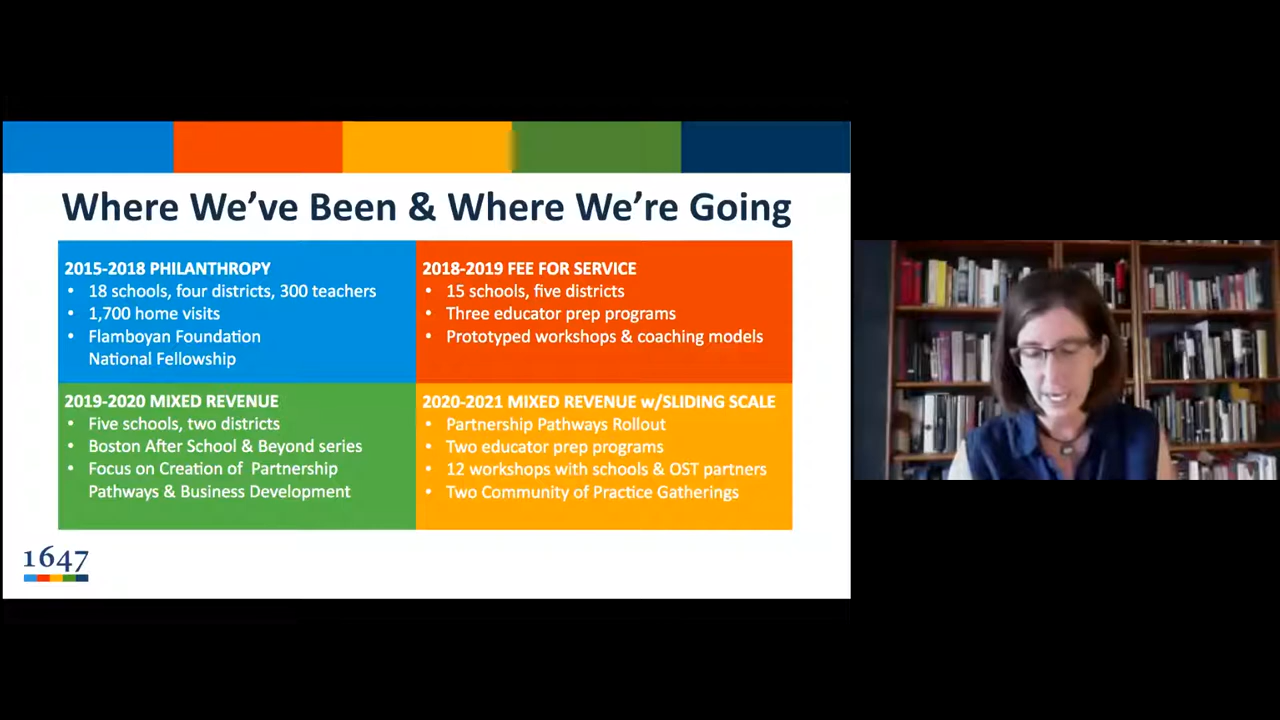 Where We've Been & Where We're Going
2015-2018 PHILANTHROPY
• 18 schools, four districts, 300 teachers
• 1,700 home visits
• Flamboyan Foundation
National Fellowship
2018-2019 FEE FOR SERVICE
• 15 schools, five districts
• Three educator prep programs
• Prototyped workshops & coaching models
2019-2020 MIXED REVENUE
• Five schools, two districts
• Boston After School & Beyond series
• Focus on Creation of Partnership
Pathways & Business Development
2020-2021 MIXED REVENUE w/SLIDING SCALE
• Partnership Pathways Rollout
• Two educator prep programs
• 12 workshops with schools & OST partners
• Two Community of Practice Gatherings
1647